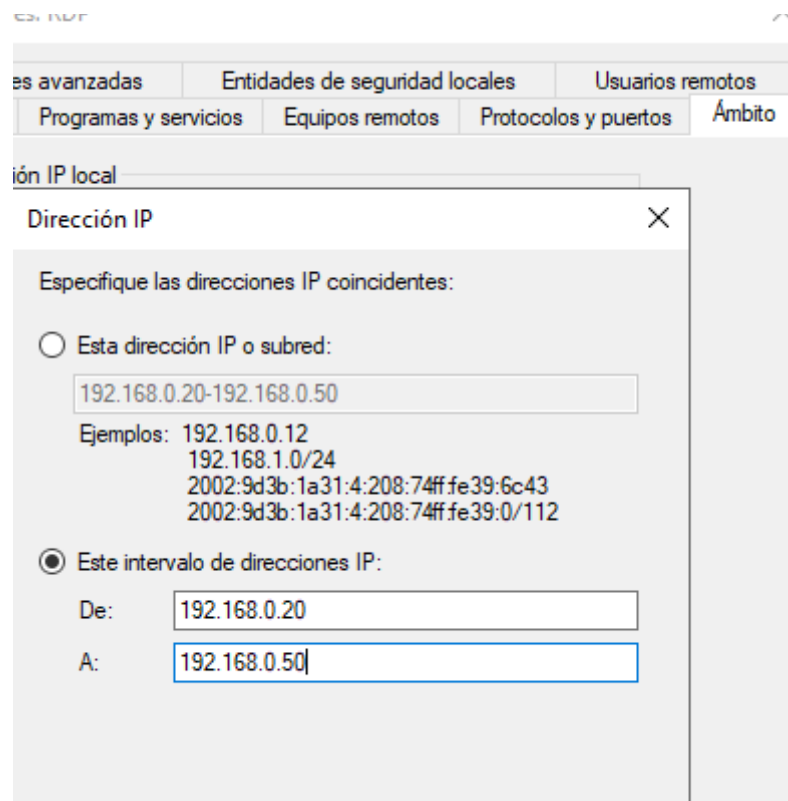 es: RDP
es avanzadas Entidades de seguridad locales Usuarios remotos
Programas y servicios Equipos remotos Protocolos y puertos Ámbito
ión IP local
Dirección IP
Especifique las direcciones IP coincidentes:
Esta dirección IP o subred:
192.168.0.20-192.168.0.50
Ejemplos: 192.168.0.12
192.168.1.0/24
2002:9d3b:1a31:4:208:74ff:fe39:6c43
2002:9d3b:1a31:4:208:74ff:fe39:0/112
Este intervalo de direcciones IP:
De: 192.168.0.20
A: 192.168.0.50